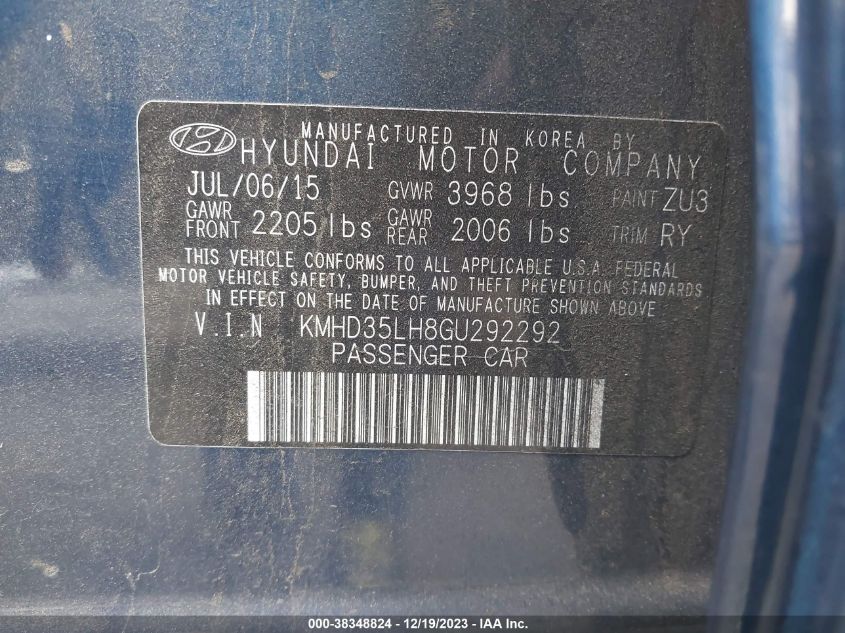 MANUFACTURED IN KOREA BY
HYUNDAI MOTOR COMPANY
JUL/06/15 GVWR 3968 lbs PAINT ZU3
GAWR FRONT 2205 lbs GAWR REAR 2006 lbs TRIM RY
THIS VEHICLE CONFORMS TO ALL APPLICABLE U.S.A. FEDERAL
MOTOR VEHICLE SAFETY, BUMPER, AND THEFT PREVENTION STANDARDS
IN EFFECT ON THE DATE OF MANUFACTURE SHOWN ABOVE
V.I.N KMHD35LH8GU292292
PASSENGER CAR
000-38348824 - 12/19/2023 - IAA Inc.